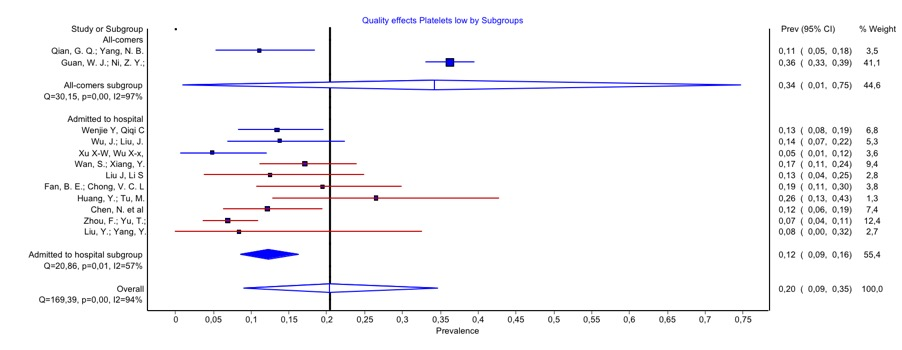 Quality effects Platelets low by Subgroups
Study or Subgroup Prev (95% CI) % Weight
All-comers
Qian, G. Q.; Yang, N. B. 0,11 ( 0,05, 0,18) 3,5
Guan, W. J.; Ni, Z. Y.; 0,36 ( 0,33, 0,39) 41,1
All-comers subgroup 0,34 ( 0,01, 0,75) 44,6
Q=30,15, p=0,00, I2=97%
Admitted to hospital
Wenjie Y, Qiqi C 0,13 ( 0,08, 0,19) 6,8
Wu, J.; Liu, J. 0,14 ( 0,07, 0,22) 5,3
Xu X-W, Wu X-x, 0,05 ( 0,01, 0,12) 3,6
Wan, S.; Xiang, Y. 0,17 ( 0,11, 0,24) 9,4
Liu J, Li S 0,13 ( 0,04, 0,25) 2,8
Fan, B. E.; Chong, V. C. L 0,19 ( 0,11, 0,30) 3,8
Huang, Y.; Tu, M. 0,26 ( 0,13, 0,43) 1,3
Chen, N. et al 0,12 ( 0,06, 0,19) 7,4
Zhou, F.; Yu, T.; 0,07 ( 0,04, 0,11) 12,4
Liu, Y.; Yang, Y. 0,08 ( 0,00, 0,32) 2,7
Admitted to hospital subgroup 0,12 ( 0,09, 0,16) 55,4
Q=20,86, p=0,01, I2=57%
Overall 0,20 ( 0,09, 0,35) 100,0
Q=169,39, p=0,00, I2=94%
0 0,05 0,1 0,15 0,2 0,25 0,3 0,35 0,4 0,45 0,5 0,55 0,6 0,65 0,7 0,75
Prevalence